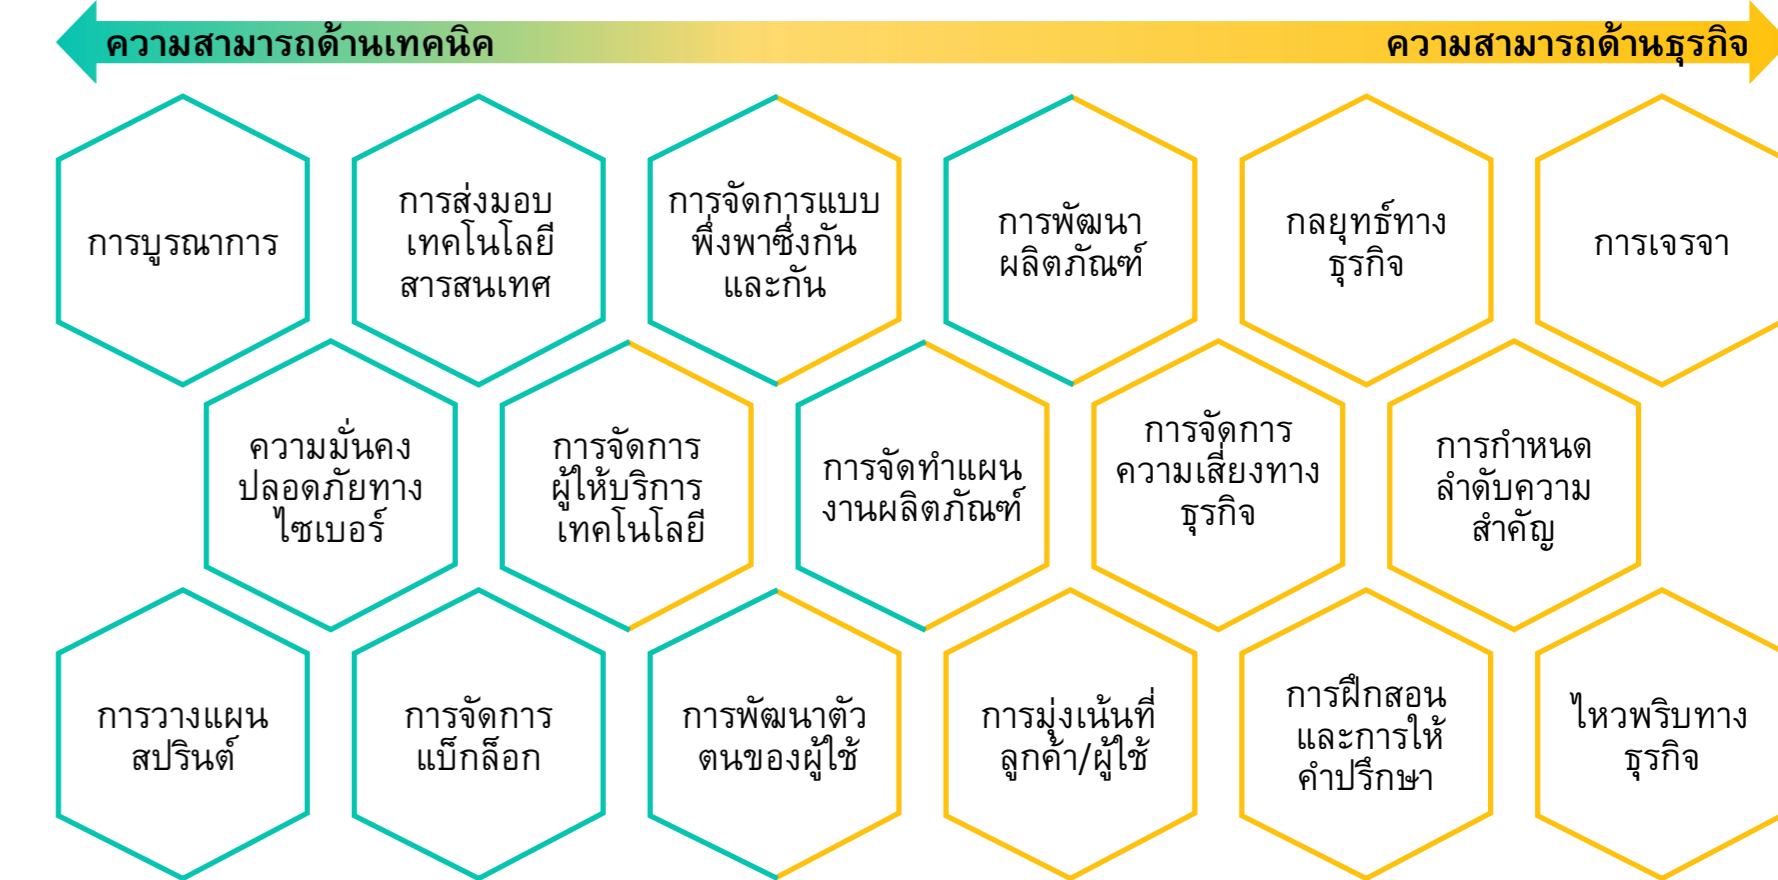 ความสามารถด้านเทคนิค
ความสามารถด้านธุรกิจ
การบูรณาการ
การส่งมอบ
เทคโนโลยี
สารสนเทศ
การจัดการแบบ
พึ่งพาซึ่งกัน
และกัน
การพัฒนา
ผลิตภัณฑ์
กลยุทธ์ทาง
ธุรกิจ
การเจรจา
ความมั่นคง
ปลอดภัยทาง
ไซเบอร์
การจัดการ
ผู้ให้บริการ
เทคโนโลยี
การจัดทำแผน
งานผลิตภัณฑ์
การจัดการ
ความเสี่ยงทาง
ธุรกิจ
การกำหนด
ลำดับความ
สำคัญ
การวางแผน
สปรินต์
การจัดการ
แบ็กล็อก
การพัฒนาตัว
ตนของผู้ใช้
การมุ่งเน้นที่
ลูกค้า/ผู้ใช้
การฝึกสอน
และการให้
คำปรึกษา
ไหวพริบทาง
ธุรกิจ